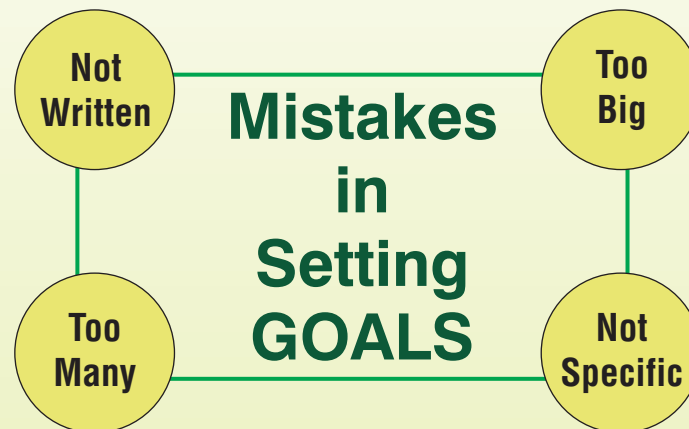 Not
Written
Too
Big
Mistakes
in
Setting
GOALS
Too
Many
Not
Specific